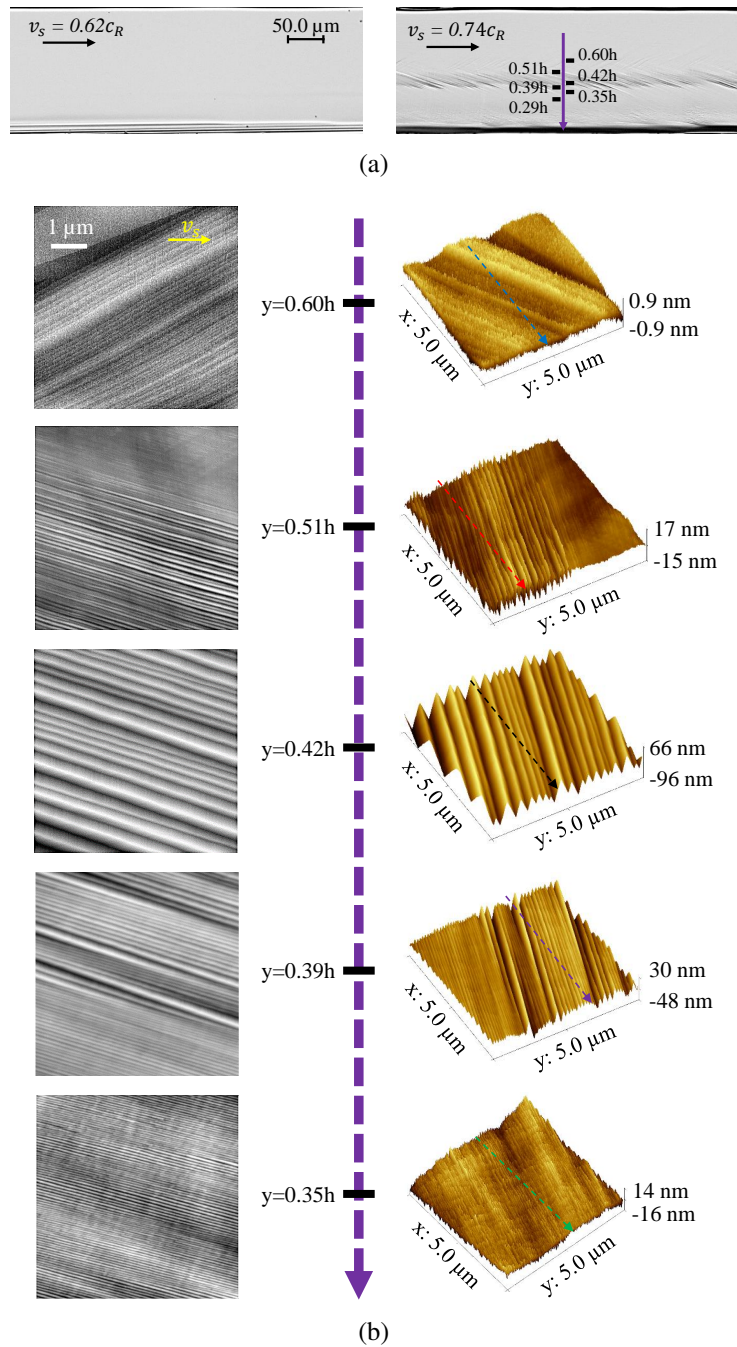 v_s = 0.62c_R
50.0 µm
v_s = 0.74c_R
0.60h
0.51h
0.42h
0.39h
0.35h
0.29h
(a)
1 µm
v_s
y=0.60h
0.9 nm
-0.9 nm
x: 5.0 µm
y: 5.0 µm
y=0.51h
17 nm
-15 nm
x: 5.0 µm
y: 5.0 µm
y=0.42h
66 nm
-96 nm
x: 5.0 µm
y: 5.0 µm
y=0.39h
30 nm
-48 nm
x: 5.0 µm
y: 5.0 µm
y=0.35h
14 nm
-16 nm
x: 5.0 µm
y: 5.0 µm
(b)